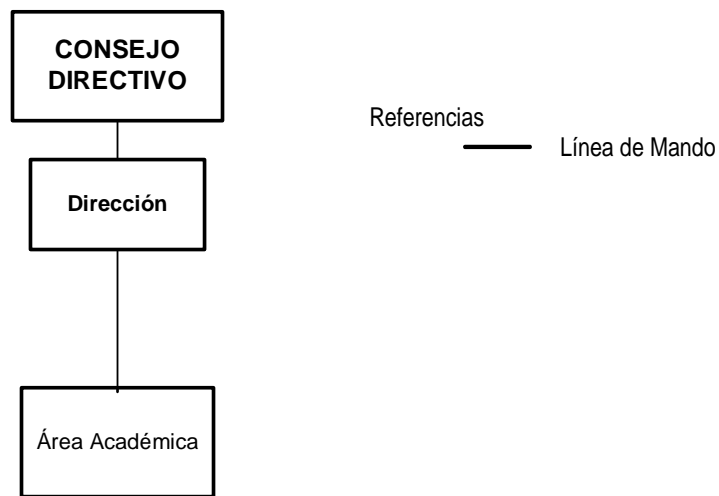 CONSEJO
DIRECTIVO
Referencias
Línea de Mando
Dirección
Área Académica